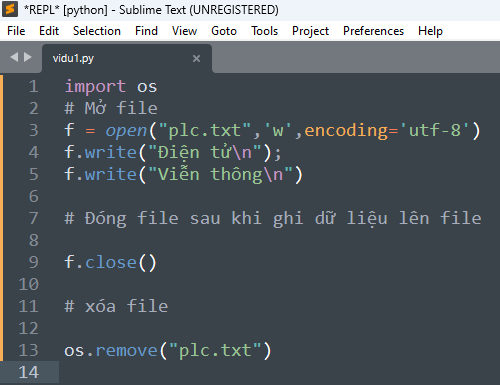 *REPL* [python] - Sublime Text (UNREGISTERED)
File Edit Selection Find View Goto Tools Project Preferences Help
vidu1.py ×
1 import os
2 # Mở file
3 f = open("plc.txt",'w',encoding='utf-8')
4 f.write("Điện tử\n");
5 f.write("Viễn thông\n")
6
7 # Đóng file sau khi ghi dữ liệu lên file
8
9 f.close()
10
11 # xóa file
12
13 os.remove("plc.txt")
14